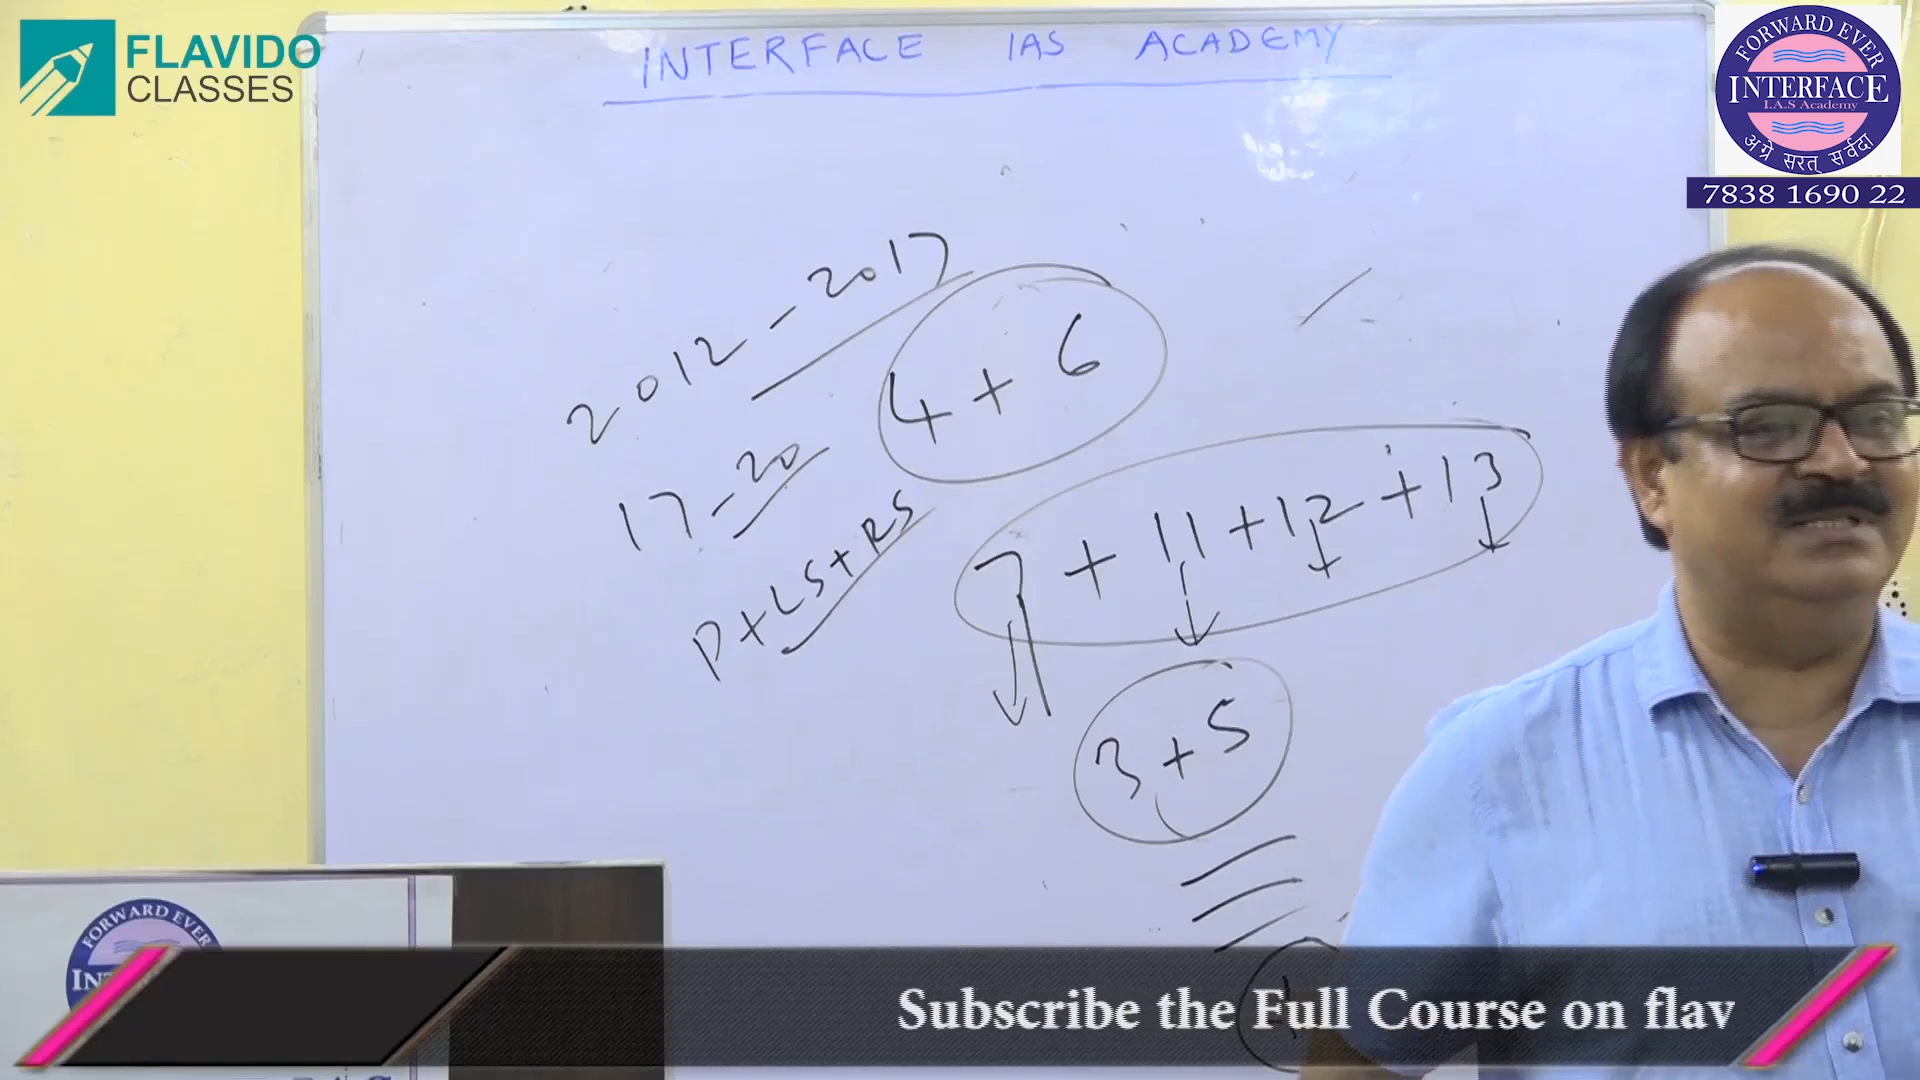 FLAVIDO
CLASSES
INTERFACE IAS ACADEMY
FORWARD EVER
INTERFACE
I.A.S Academy
अग्रे सरत् सर्वदा
7838 1690 22
2012-2017
4+6
17-20
P+LS+RS
7+11+12+13
3+5
FORWARD EVER
Subscribe the Full Course on flav